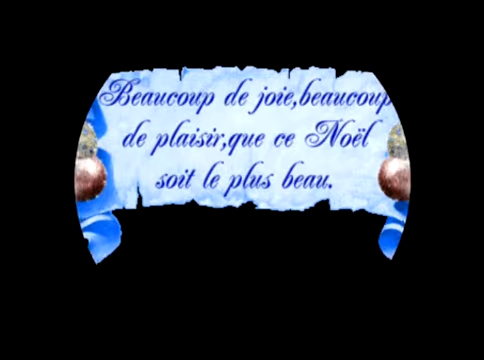 Beaucoup de joie,beaucoup
de plaisir,que ce Noël
soit le plus beau.